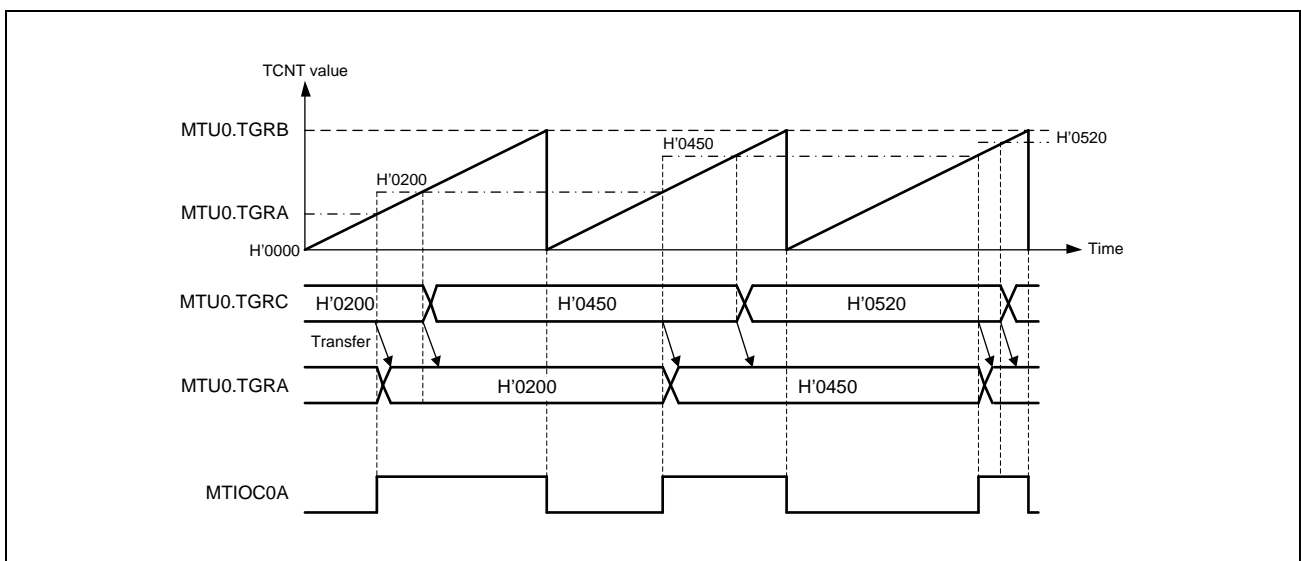 TCNT value
MTU0.TGRB
H'0520
H'0450
H'0200
MTU0.TGRA
H'0000
Time
MTU0.TGRC H'0200 H'0450 H'0520
Transfer
MTU0.TGRA H'0200 H'0450
MTIOC0A